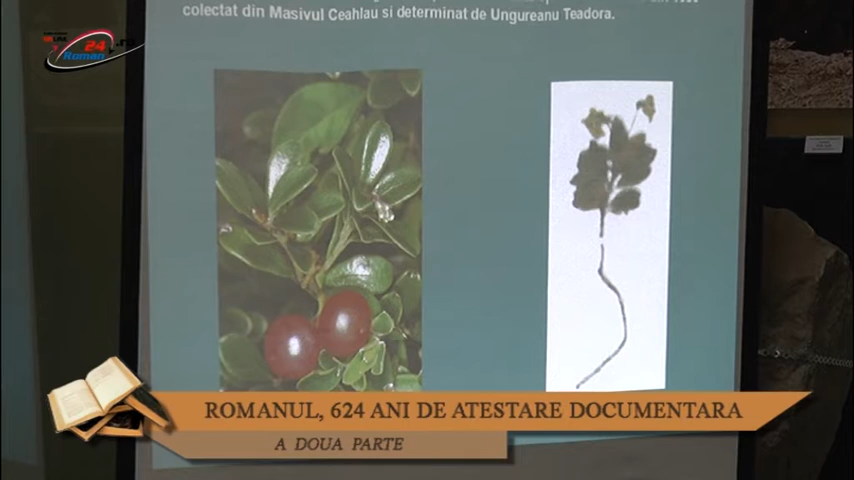 colectat din Masivul Ceahlau si determinat de Ungureanu Teadora.
24
.ro
Roman
ROMANUL, 624 ANI DE ATESTARE DOCUMENTARA
A DOUA PARTE